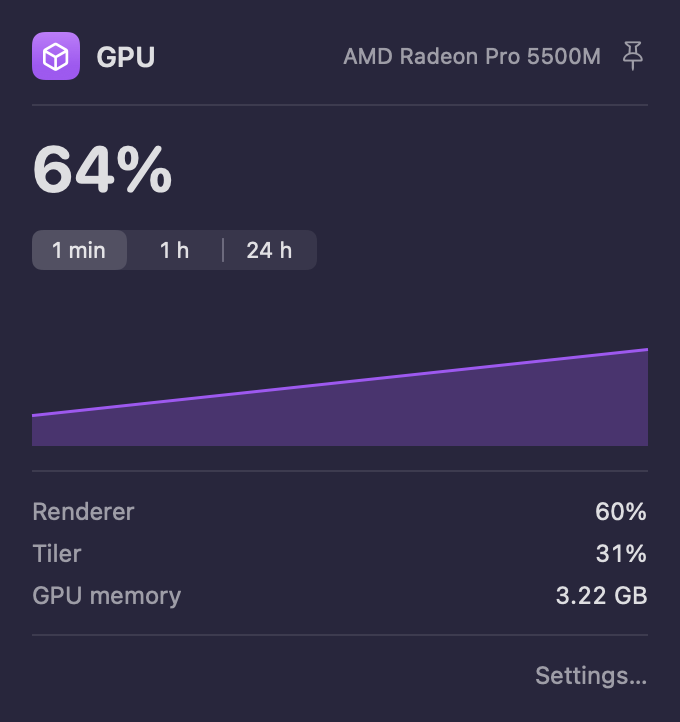 GPU AMD Radeon Pro 5500M
64%
1 min 1 h 24 h
Renderer 60%
Tiler 31%
GPU memory 3.22 GB
Settings...